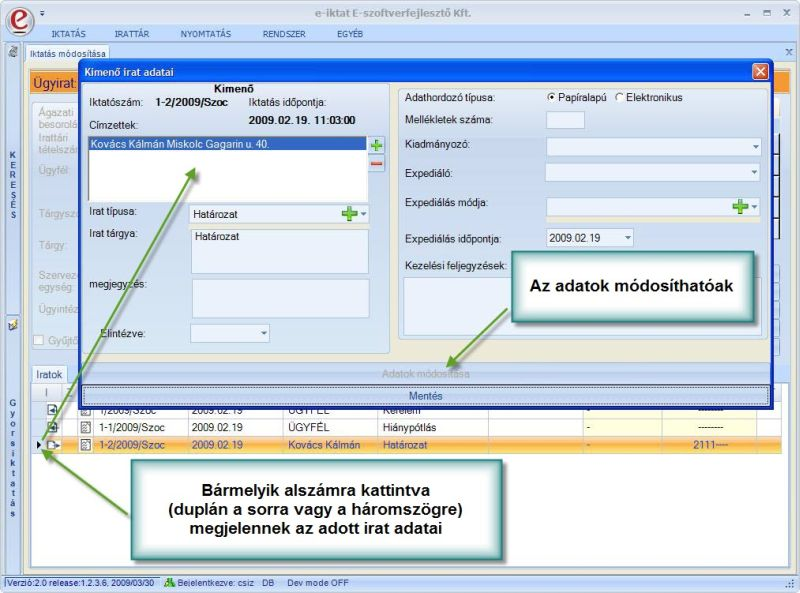 e-iktat E-szoftverfejlesztő Kft.
IKTATÁS IRATTÁR NYOMTATÁS RENDSZER EGYÉB
Iktatás módosítása
Ügyirat:
Kimenő irat adatai
Kimenő
Iktatószám: 1-2/2009/Szoc Iktatás időpontja:
2009.02.19. 11:03:00
Címzettek:
Kovács Kálmán Miskolc Gagarin u. 40.
Irat típusa: Határozat
Irat tárgya: Határozat
megjegyzés:
Elintézve:
Adathordozó típusa: Papíralapú Elektronikus
Mellékletek száma:
Kiadmányozó:
Expediáló:
Expediálás módja:
Expediálás időpontja: 2009.02.19
Kezelési feljegyzések:
Az adatok módosíthatóak
Adatok módosítása
Mentés
KERESÉS
Gyorsiktatás
Ágazati
besorolá
Irattári
tételszám
Ügyfél:
Tárgysz
Tárgy:
Szerveze
egység:
Ügyinté
Gyűjtő
Iratok
I
1/2009/Szoc 2009.02.19 ÜGYFÉL Kérelem - --------
1-1/2009/Szoc 2009.02.19 ÜGYFÉL Hiánypótlás - --------
1-2/2009/Szoc 2009.02.19 Kovács Kálmán Határozat - 2111----
Bármelyik alszámra kattintva
(duplán a sorra vagy a háromszögre)
megjelennek az adott irat adatai
Verzió:2.0 release:1.2.3.6, 2009/03/30 Bejelentkezve: csiz DB Dev mode OFF